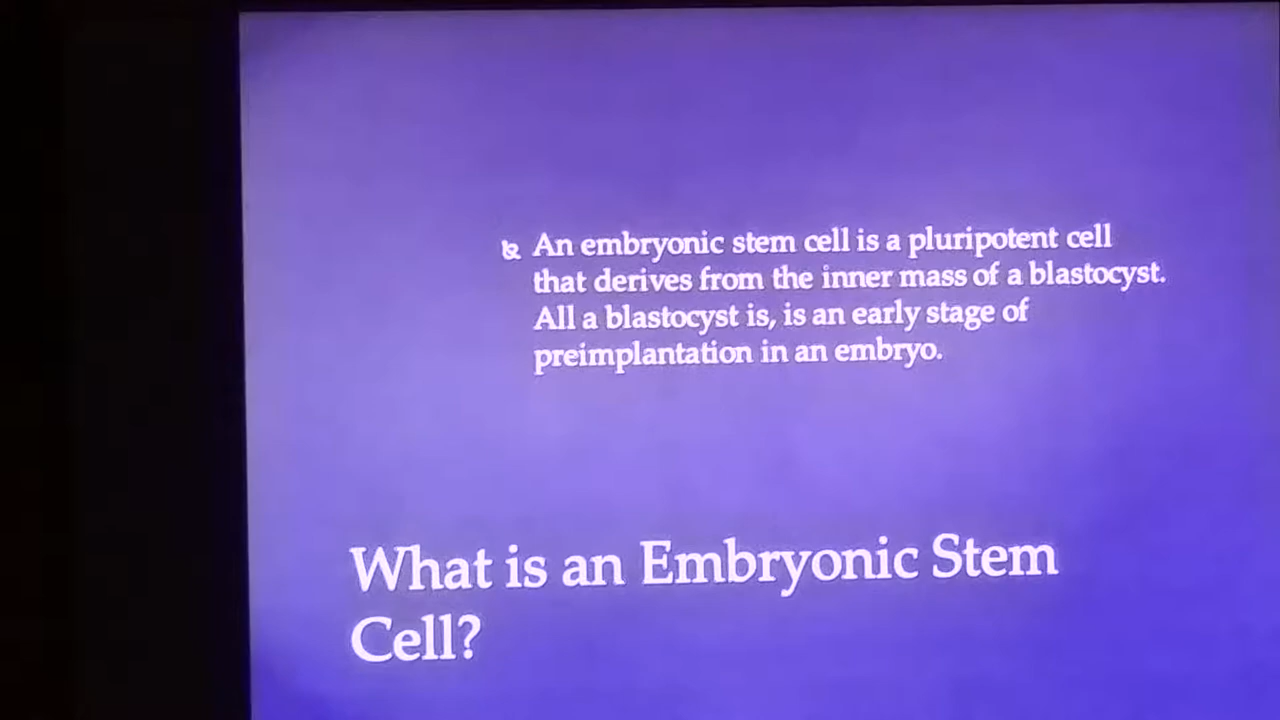 An embryonic stem cell is a pluripotent cell
that derives from the inner mass of a blastocyst.
All a blastocyst is, is an early stage of
preimplantation in an embryo.
What is an Embryonic Stem
Cell?